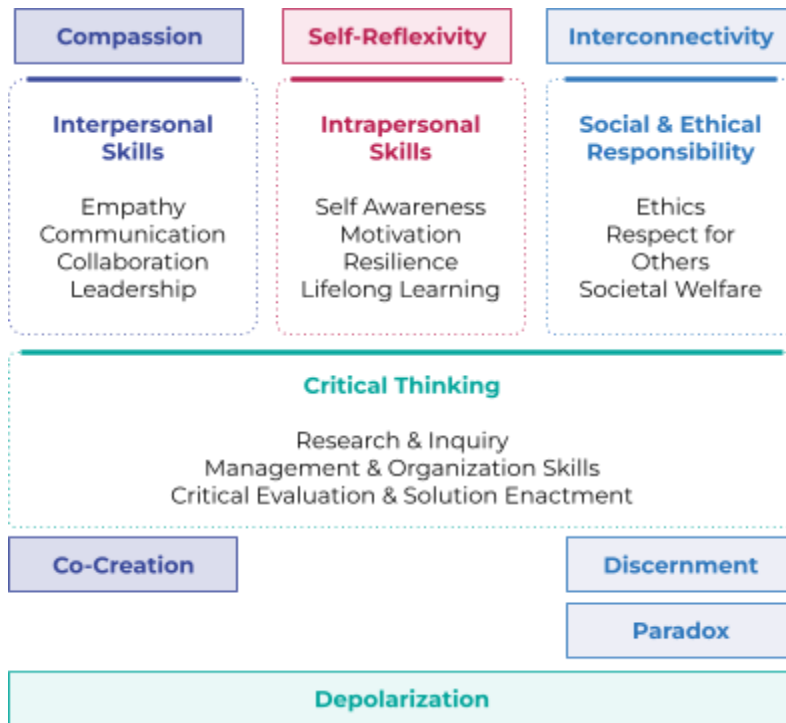 Compassion
Self-Reflexivity
Interconnectivity
Interpersonal
Skills
Empathy
Communication
Collaboration
Leadership
Intrapersonal
Skills
Self Awareness
Motivation
Resilience
Lifelong Learning
Social & Ethical
Responsibility
Ethics
Respect for
Others
Societal Welfare
Critical Thinking
Research & Inquiry
Management & Organization Skills
Critical Evaluation & Solution Enactment
Co-Creation
Discernment
Paradox
Depolarization